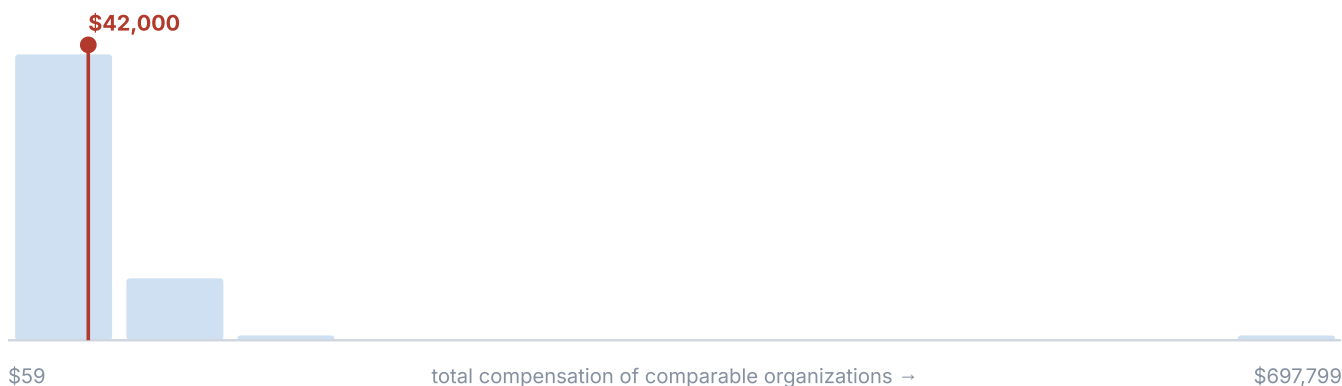 $42,000
$59 total compensation of comparable organizations → $697,799